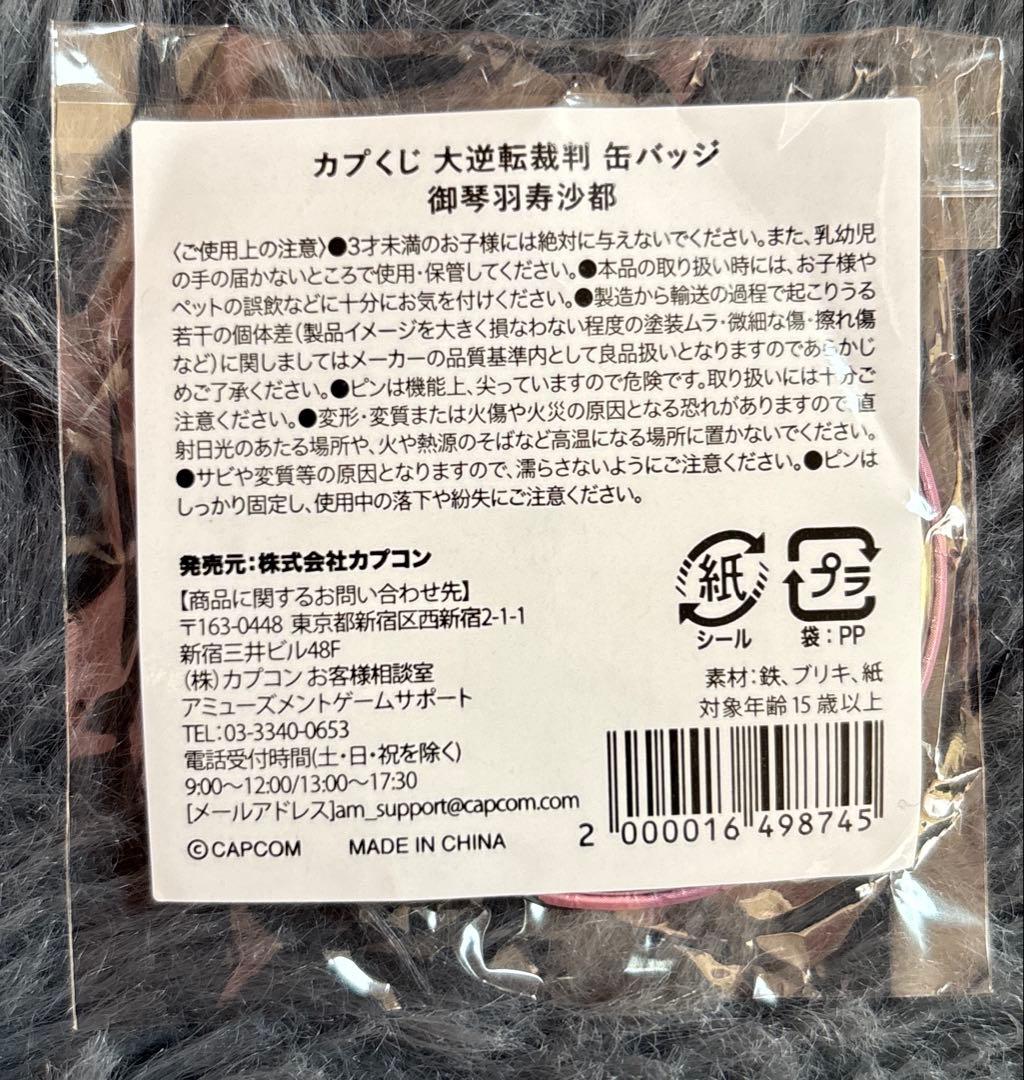 カプくじ 大逆転裁判 缶バッジ
御琴羽寿沙都
〈ご使用上の注意〉●3才未満のお子様には絶対に与えないでください。また、乳幼児
の手の届かないところで使用・保管してください。●本品の取り扱い時には、お子様や
ペットの誤飲などに十分にお気を付けください。●製造から輸送の過程で起こりうる
若干の個体差(製品イメージを大きく損なわない程度の塗装ムラ・微細な傷・擦れ傷
など)に関しましてはメーカーの品質基準内として良品扱いとなりますのであらかじ
めご了承ください。●ピンは機能上、尖っていますので危険です。取り扱いには十分ご
注意ください。●変形・変質または火傷や火災の原因となる恐れがありますので、直
射日光のあたる場所や、火や熱源のそばなど高温になる場所に置かないでください。
●サビや変質等の原因となりますので、濡らさないようにご注意ください。●ピンは
しっかり固定し、使用中の落下や紛失にご注意ください。
発売元:株式会社カプコン
【商品に関するお問い合わせ先】
〒163-0448 東京都新宿区西新宿2-1-1
新宿三井ビル48F
(株)カプコン お客様相談室
アミューズメントゲームサポート
TEL:03-3340-0653
電話受付時間(土・日・祝を除く)
9:00〜12:00/13:00〜17:30
[メールアドレス]am_support@capcom.com
©CAPCOM MADE IN CHINA
紙
シール
プラ
袋:PP
素材:鉄、ブリキ、紙
対象年齢15歳以上
2 000016 498745